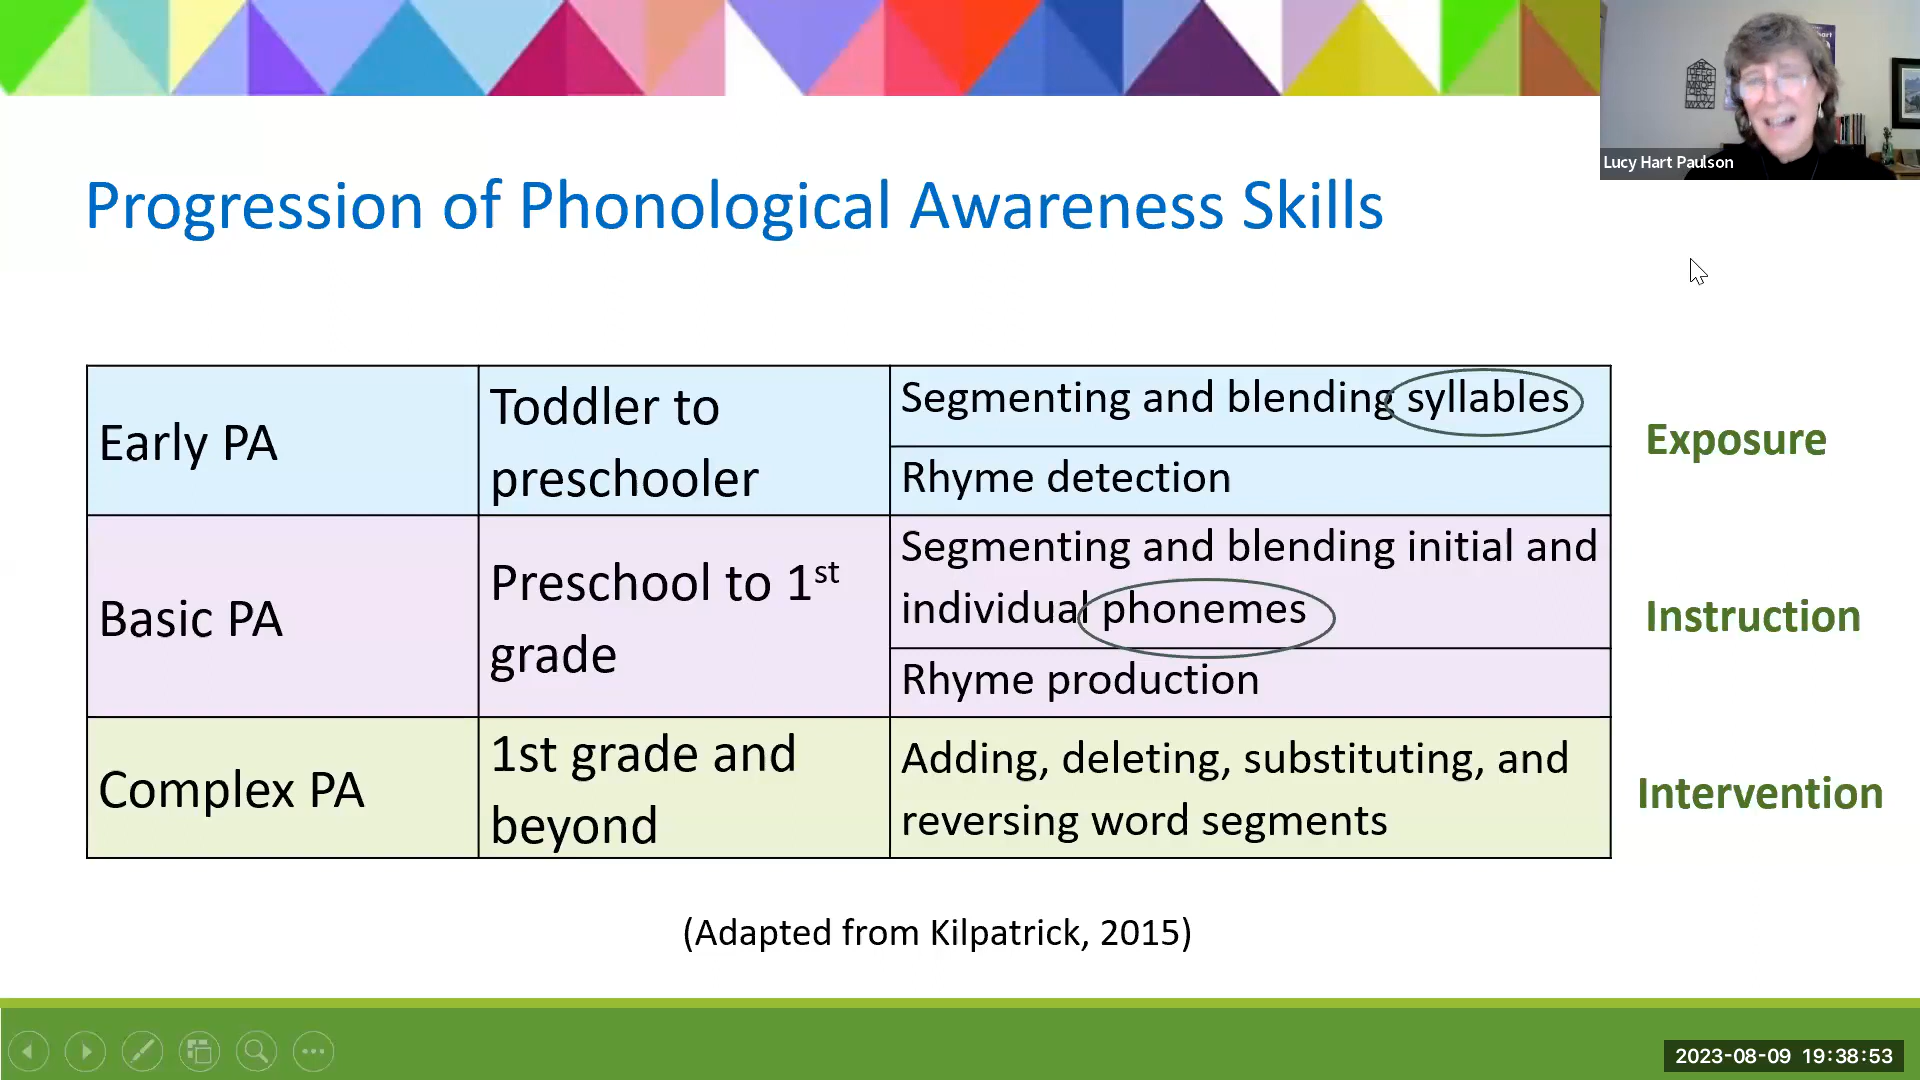 Lucy Hart Paulson
Progression of Phonological Awareness Skills
Early PA
Toddler to
preschooler
Segmenting and blending syllables
Rhyme detection
Exposure
Basic PA
Preschool to 1st
grade
Segmenting and blending initial and
individual phonemes
Rhyme production
Instruction
Complex PA
1st grade and
beyond
Adding, deleting, substituting, and
reversing word segments
Intervention
(Adapted from Kilpatrick, 2015)
2023-08-09 19:38:53